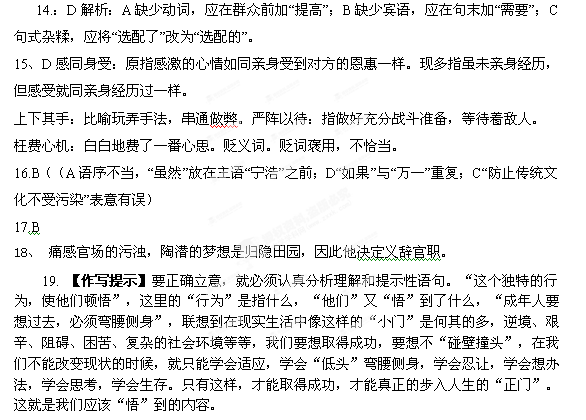 14.：D 解析：A缺少动词，应在群众前加“提高”；B缺少宾语，应在句末加“需要”；C
句式杂糅，应将“选配了”改为“选配的”。
15、D 感同身受：原指感激的心情如同亲身受到对方的恩惠一样。现多指虽未亲身经历，
但感受就同亲身经历过一样。
上下其手：比喻玩弄手法，串通做弊。严阵以待：指做好充分战斗准备，等待着敌人。
枉费心机：白白地费了一番心思。贬义词。贬词褒用，不恰当。
16.B（（A语序不当，“虽然”放在主语“宁浩”之前；D“如果”与“万一”重复；C“防止传统文
化不受污染”表意有误）
17.B
18、 痛感官场的污浊，陶潜的梦想是归隐田园，因此他决定义辞官职。
19. 【作写提示】要正确立意，就必须认真分析理解和提示性语句。“这个独特的行
为，使他们顿悟”，这里的“行为”是指什么，“他们”又“悟”到了什么，“成年人要
想过去，必须弯腰侧身”，联想到在现实生活中像这样的“小门”是何其的多，逆境、艰
辛、阻碍、困苦、复杂的社会环境等等，我们要想取得成功，要想不“碰壁撞头”，在我
们不能改变现状的时候，就只能学会适应，学会“低头”弯腰侧身，学会忍让，学会想办
法，学会思考，学会生存。只有这样，才能取得成功，才能真正的步入人生的“正门”。
这就是我们应该“悟”到的内容。